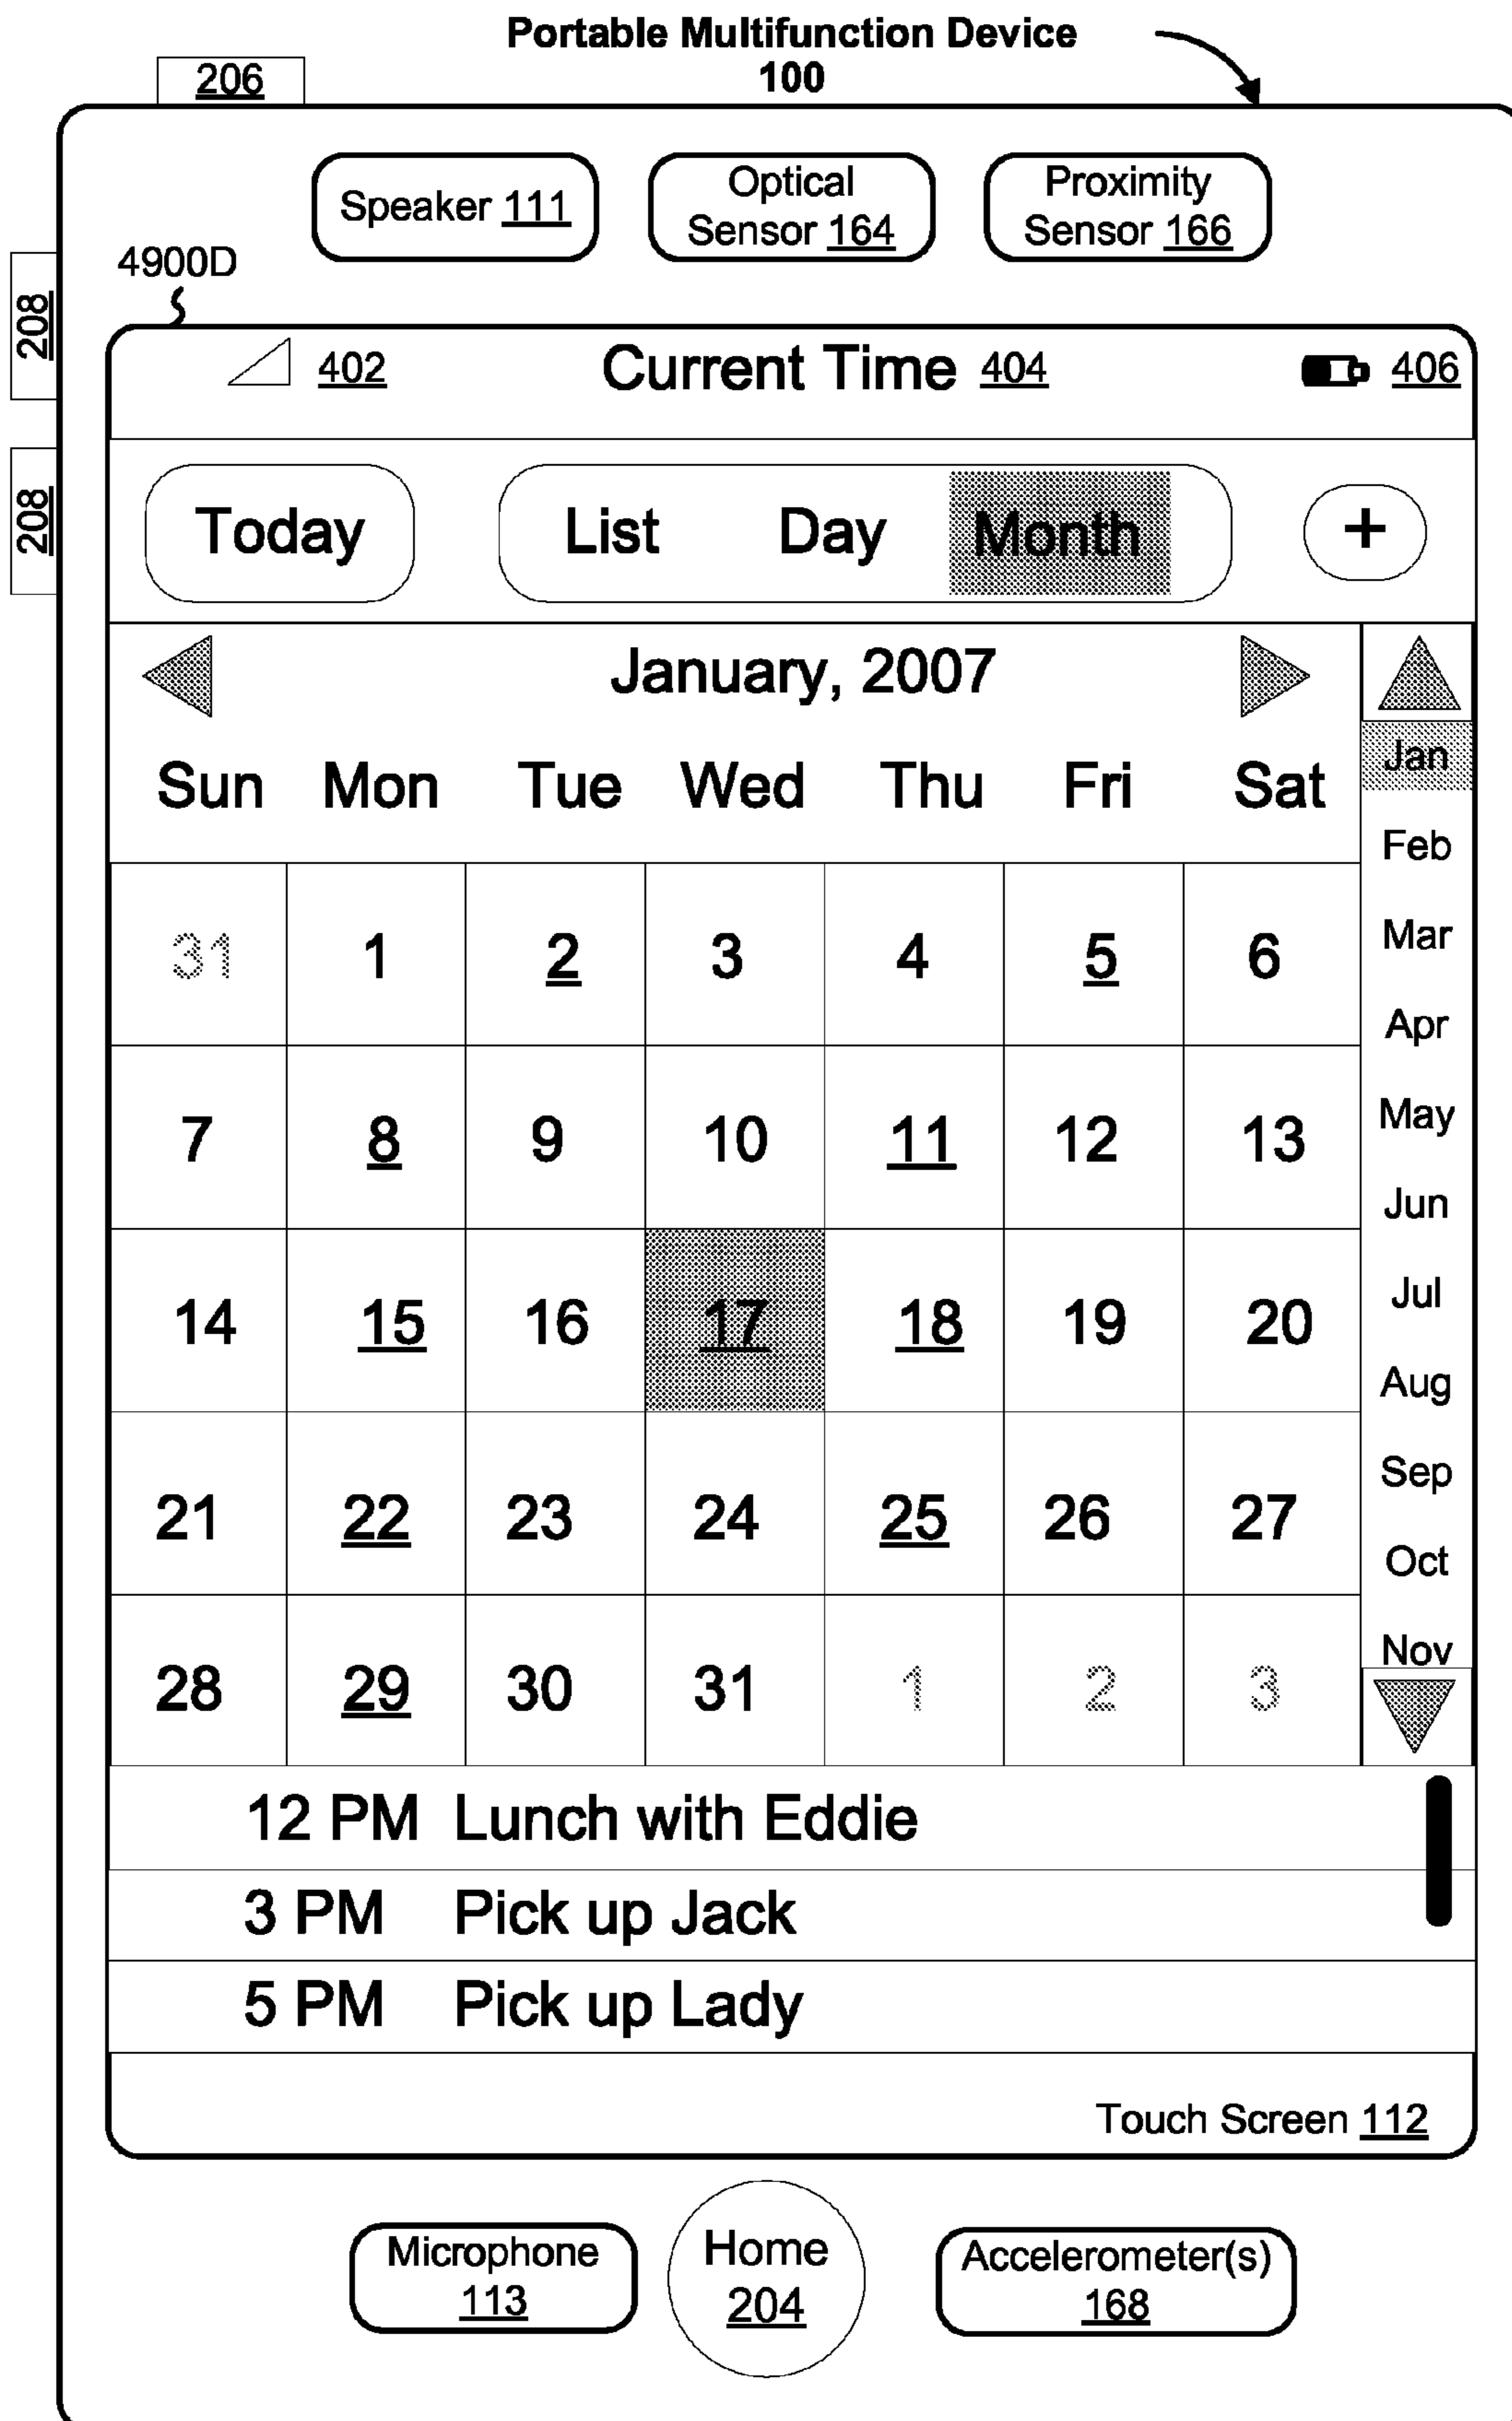 Portable Multifunction Device
100
206
Speaker 111
Optical
Sensor 164
Proximity
Sensor 166
4900D
208
208
402 Current Time 404 406
Today List Day Month +
January, 2007
Sun Mon Tue Wed Thu Fri Sat
31 1 2 3 4 5 6
7 8 9 10 11 12 13
14 15 16 17 18 19 20
21 22 23 24 25 26 27
28 29 30 31 1 2 3
Jan
Feb
Mar
Apr
May
Jun
Jul
Aug
Sep
Oct
Nov
12 PM Lunch with Eddie
3 PM Pick up Jack
5 PM Pick up Lady
Touch Screen 112
Microphone
113
Home
204
Accelerometer(s)
168